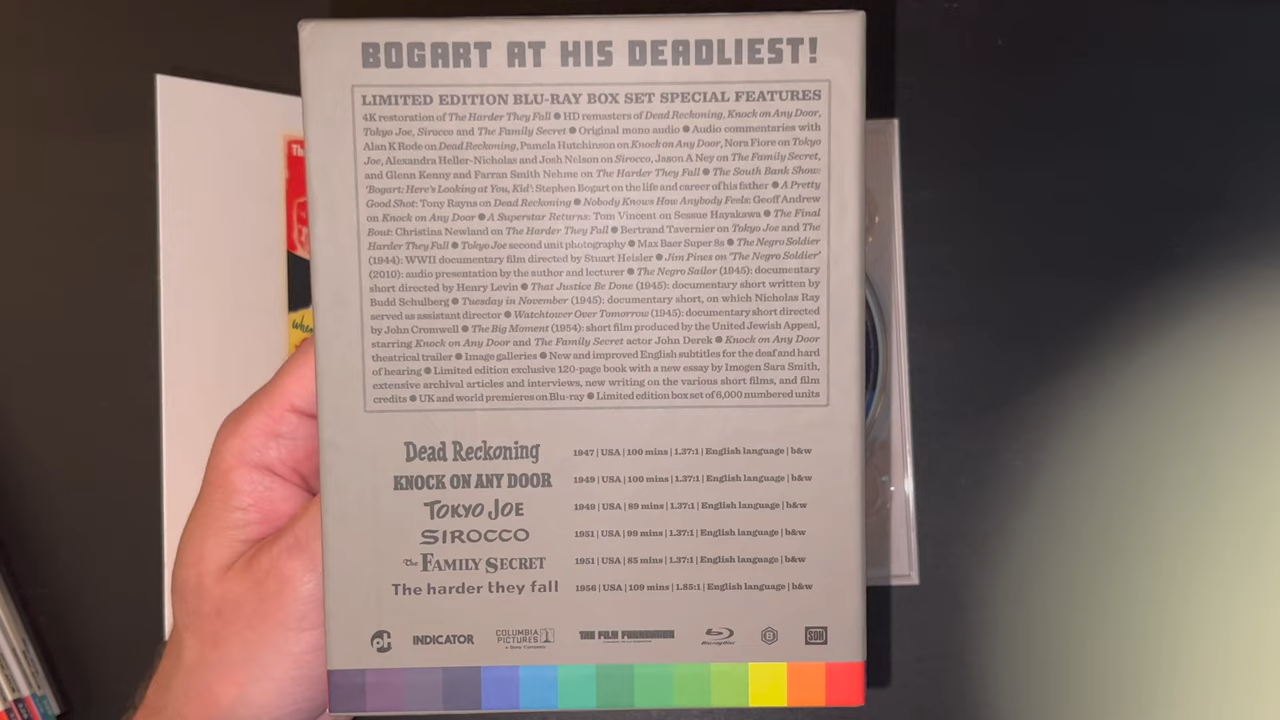 BOGART AT HIS DEADLIEST!
LIMITED EDITION BLU-RAY BOX SET SPECIAL FEATURES
4K restoration of The Harder They Fall ● HD remasters of Dead Reckoning, Knock on Any Door,
Tokyo Joe, Sirocco and The Family Secret ● Original mono audio ● Audio commentaries with
Alan K Rode on Dead Reckoning, Pamela Hutchinson on Knock on Any Door, Nora Fiore on Tokyo
Joe, Alexandra Heller-Nicholas and Josh Nelson on Sirocco, Jason A Ney on The Family Secret,
and Glenn Kenny and Farran Smith Nehme on The Harder They Fall ● The South Bank Show:
'Bogart: Here's Looking at You, Kid': Stephen Bogart on the life and career of his father ● A Pretty
Good Shot: Tony Rayns on Dead Reckoning ● Nobody Knows How Anybody Feels: Geoff Andrew
on Knock on Any Door ● A Superstar Returns: Tom Vincent on Sessue Hayakawa ● The Final
Bout: Christina Newland on The Harder They Fall ● Bertrand Tavernier on Tokyo Joe and The
Harder They Fall ● Tokyo Joe second unit photography ● Max Baer Super 8s ● The Negro Soldier
(1944): WWII documentary film directed by Stuart Heisler ● Jim Pines on 'The Negro Soldier'
(2010): audio presentation by the author and lecturer ● The Negro Sailor (1945): documentary
short directed by Henry Levin ● That Justice Be Done (1945): documentary short written by
Budd Schulberg ● Tuesday in November (1945): documentary short, on which Nicholas Ray
served as assistant director ● Watchtower Over Tomorrow (1945): documentary short directed
by John Cromwell ● The Big Moment (1954): short film produced by the United Jewish Appeal,
starring Knock on Any Door and The Family Secret actor John Derek ● Knock on Any Door
theatrical trailer ● Image galleries ● New and improved English subtitles for the deaf and hard
of hearing ● Limited edition exclusive 120-page book with a new essay by Imogen Sara Smith,
extensive archival articles and interviews, new writing on the various short films, and film
credits ● UK and world premieres on Blu-ray ● Limited edition box set of 6,000 numbered units
Dead Reckoning 1947 | USA | 100 mins | 1.37:1 | English language | b&w
KNOCK ON ANY DOOR 1949 | USA | 100 mins | 1.37:1 | English language | b&w
TOKYO JOE 1949 | USA | 89 mins | 1.37:1 | English language | b&w
SIROCCO 1951 | USA | 99 mins | 1.37:1 | English language | b&w
The FAMILY SECRET 1951 | USA | 85 mins | 1.37:1 | English language | b&w
The harder they fall 1956 | USA | 109 mins | 1.85:1 | English language | b&w
ph INDICATOR COLUMBIA PICTURES a Sony Company THE FILM FOUNDATION Blu-ray Disc B SDH
Th
when